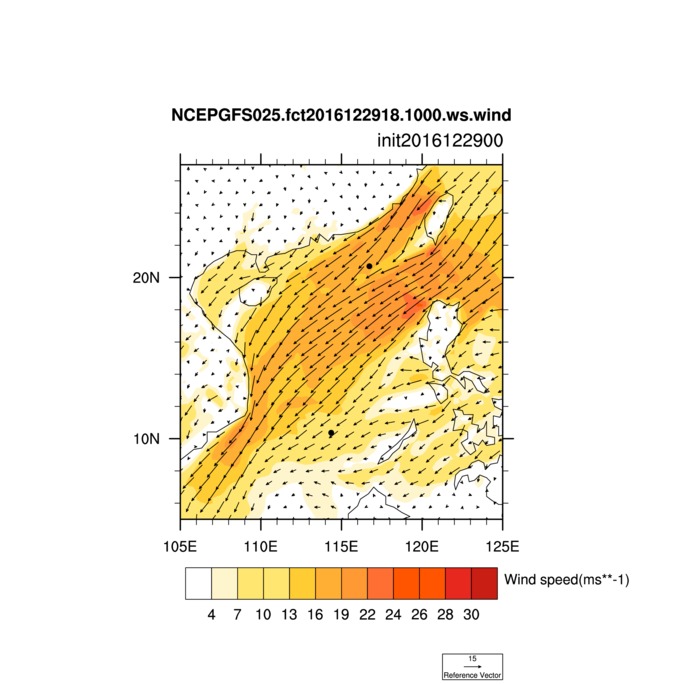 NCEPGFS025.fct2016122918.1000.ws.wind
init2016122900
20N
10N
105E 110E 115E 120E 125E
Wind speed(ms**-1)
4 7 10 13 16 19 22 24 26 28 30
15
Reference Vector